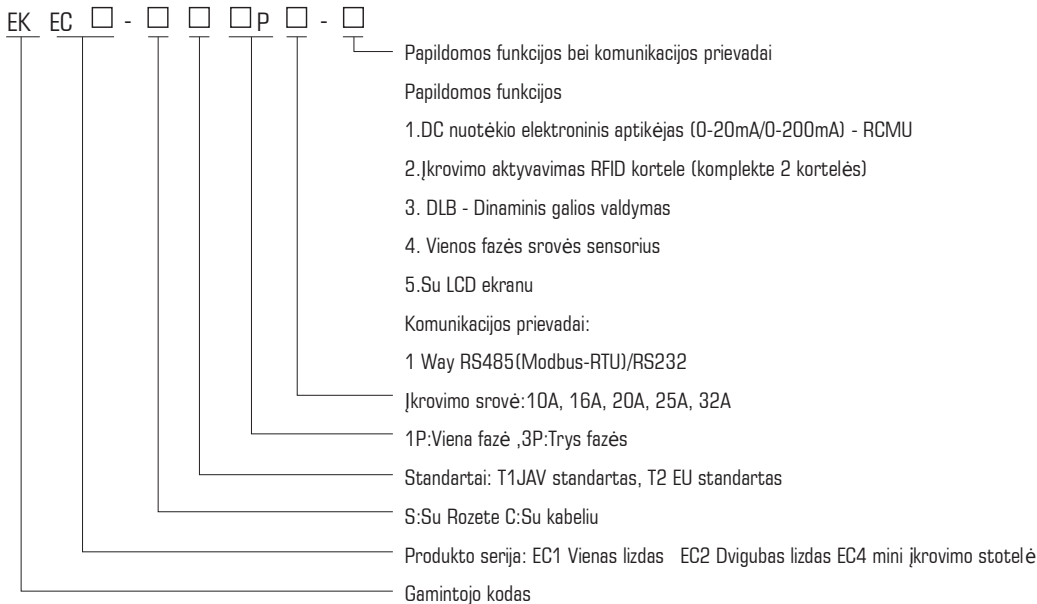 EK EC□ - □ □ □P □ - □
Papildomos funkcijos bei komunikacijos prievadai
Papildomos funkcijos
1.DC nuotėkio elektroninis aptikėjas (0-20mA/0-200mA) - RCMU
2.Įkrovimo aktyvavimas RFID kortele (komplekte 2 kortelės)
3. DLB - Dinaminis galios valdymas
4. Vienos fazės srovės sensorius
5.Su LCD ekranu
Komunikacijos prievadai:
1 Way RS485(Modbus-RTU)/RS232
Įkrovimo srovė:10A, 16A, 20A, 25A, 32A
1P:Viena fazė ,3P:Trys fazės
Standartai: T1JAV standartas, T2 EU standartas
S:Su Rozete C:Su kabeliu
Produkto serija: EC1 Vienas lizdas EC2 Dvigubas lizdas EC4 mini įkrovimo stotelė
Gamintojo kodas